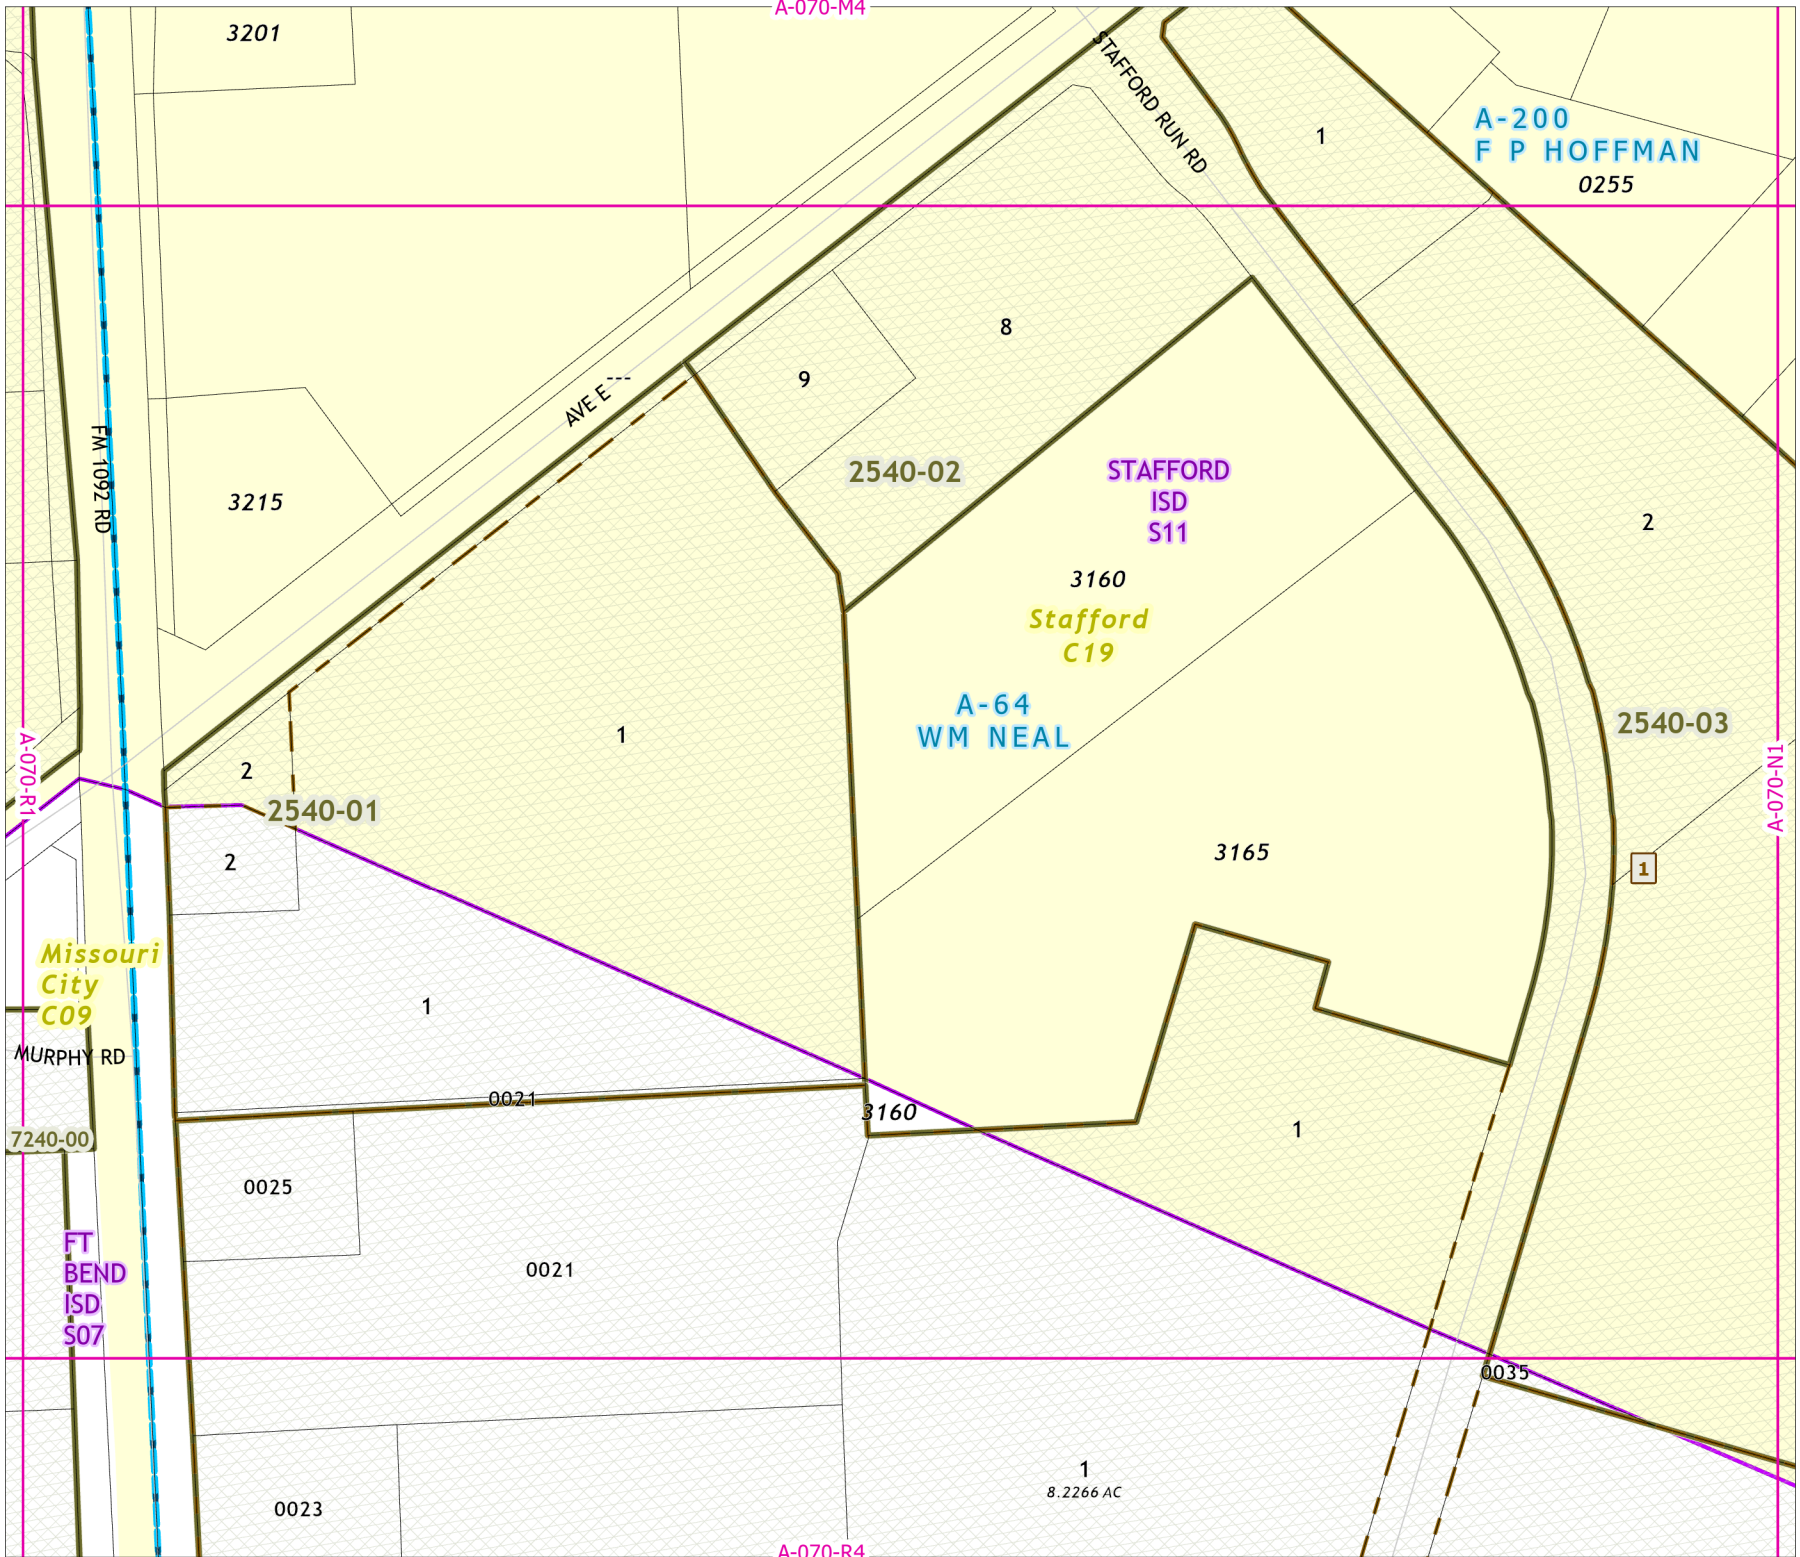 A-070-M4
3201
STAFFORD RUN RD
1
A-200
F P HOFFMAN
0255
8
9
AVE E
FM 1092 RD
3215
2540-02
STAFFORD
ISD
S11
3160
Stafford
C19
2
A-64
WM NEAL
1
2540-03
A-070-R1
A-070-N1
2
2540-01
2
3165
1
Missouri
City
C09
1
MURPHY RD
0021
3160
1
7240-00
0025
FT
BEND
ISD
S07
0021
0035
1
8.2266 AC
0023
A-070-R4